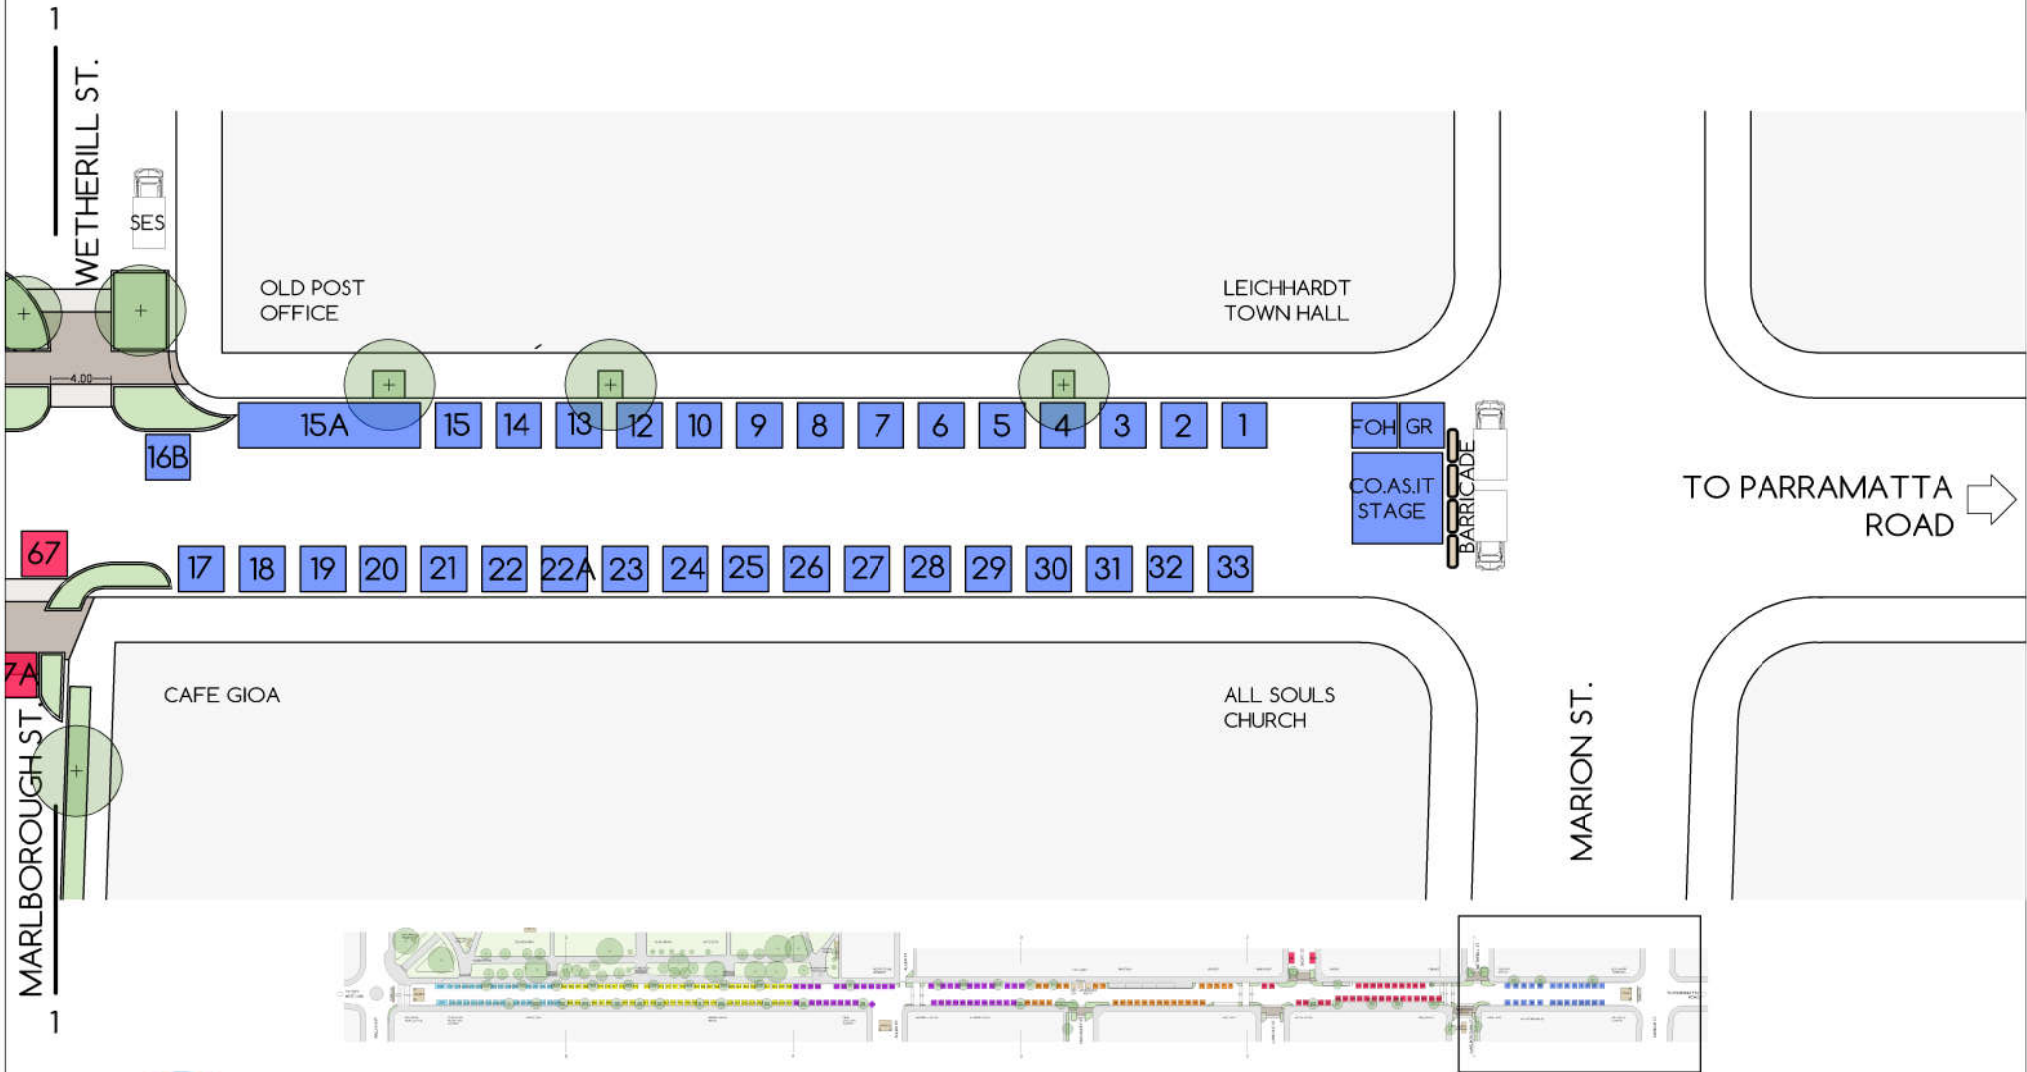 1
WETHERILL ST.
SES
OLD POST
OFFICE
LEICHHARDT
TOWN HALL
4.00
15A 15 14 13 12 10 9 8 7 6 5 4 3 2 1
FOH GR
16B
CO.AS.IT
STAGE
BARRICADE
TO PARRAMATTA
ROAD
67
17 18 19 20 21 22 22A 23 24 25 26 27 28 29 30 31 32 33
7A
CAFE GIOA
ALL SOULS
CHURCH
MARLBOROUGH ST.
MARION ST.
1